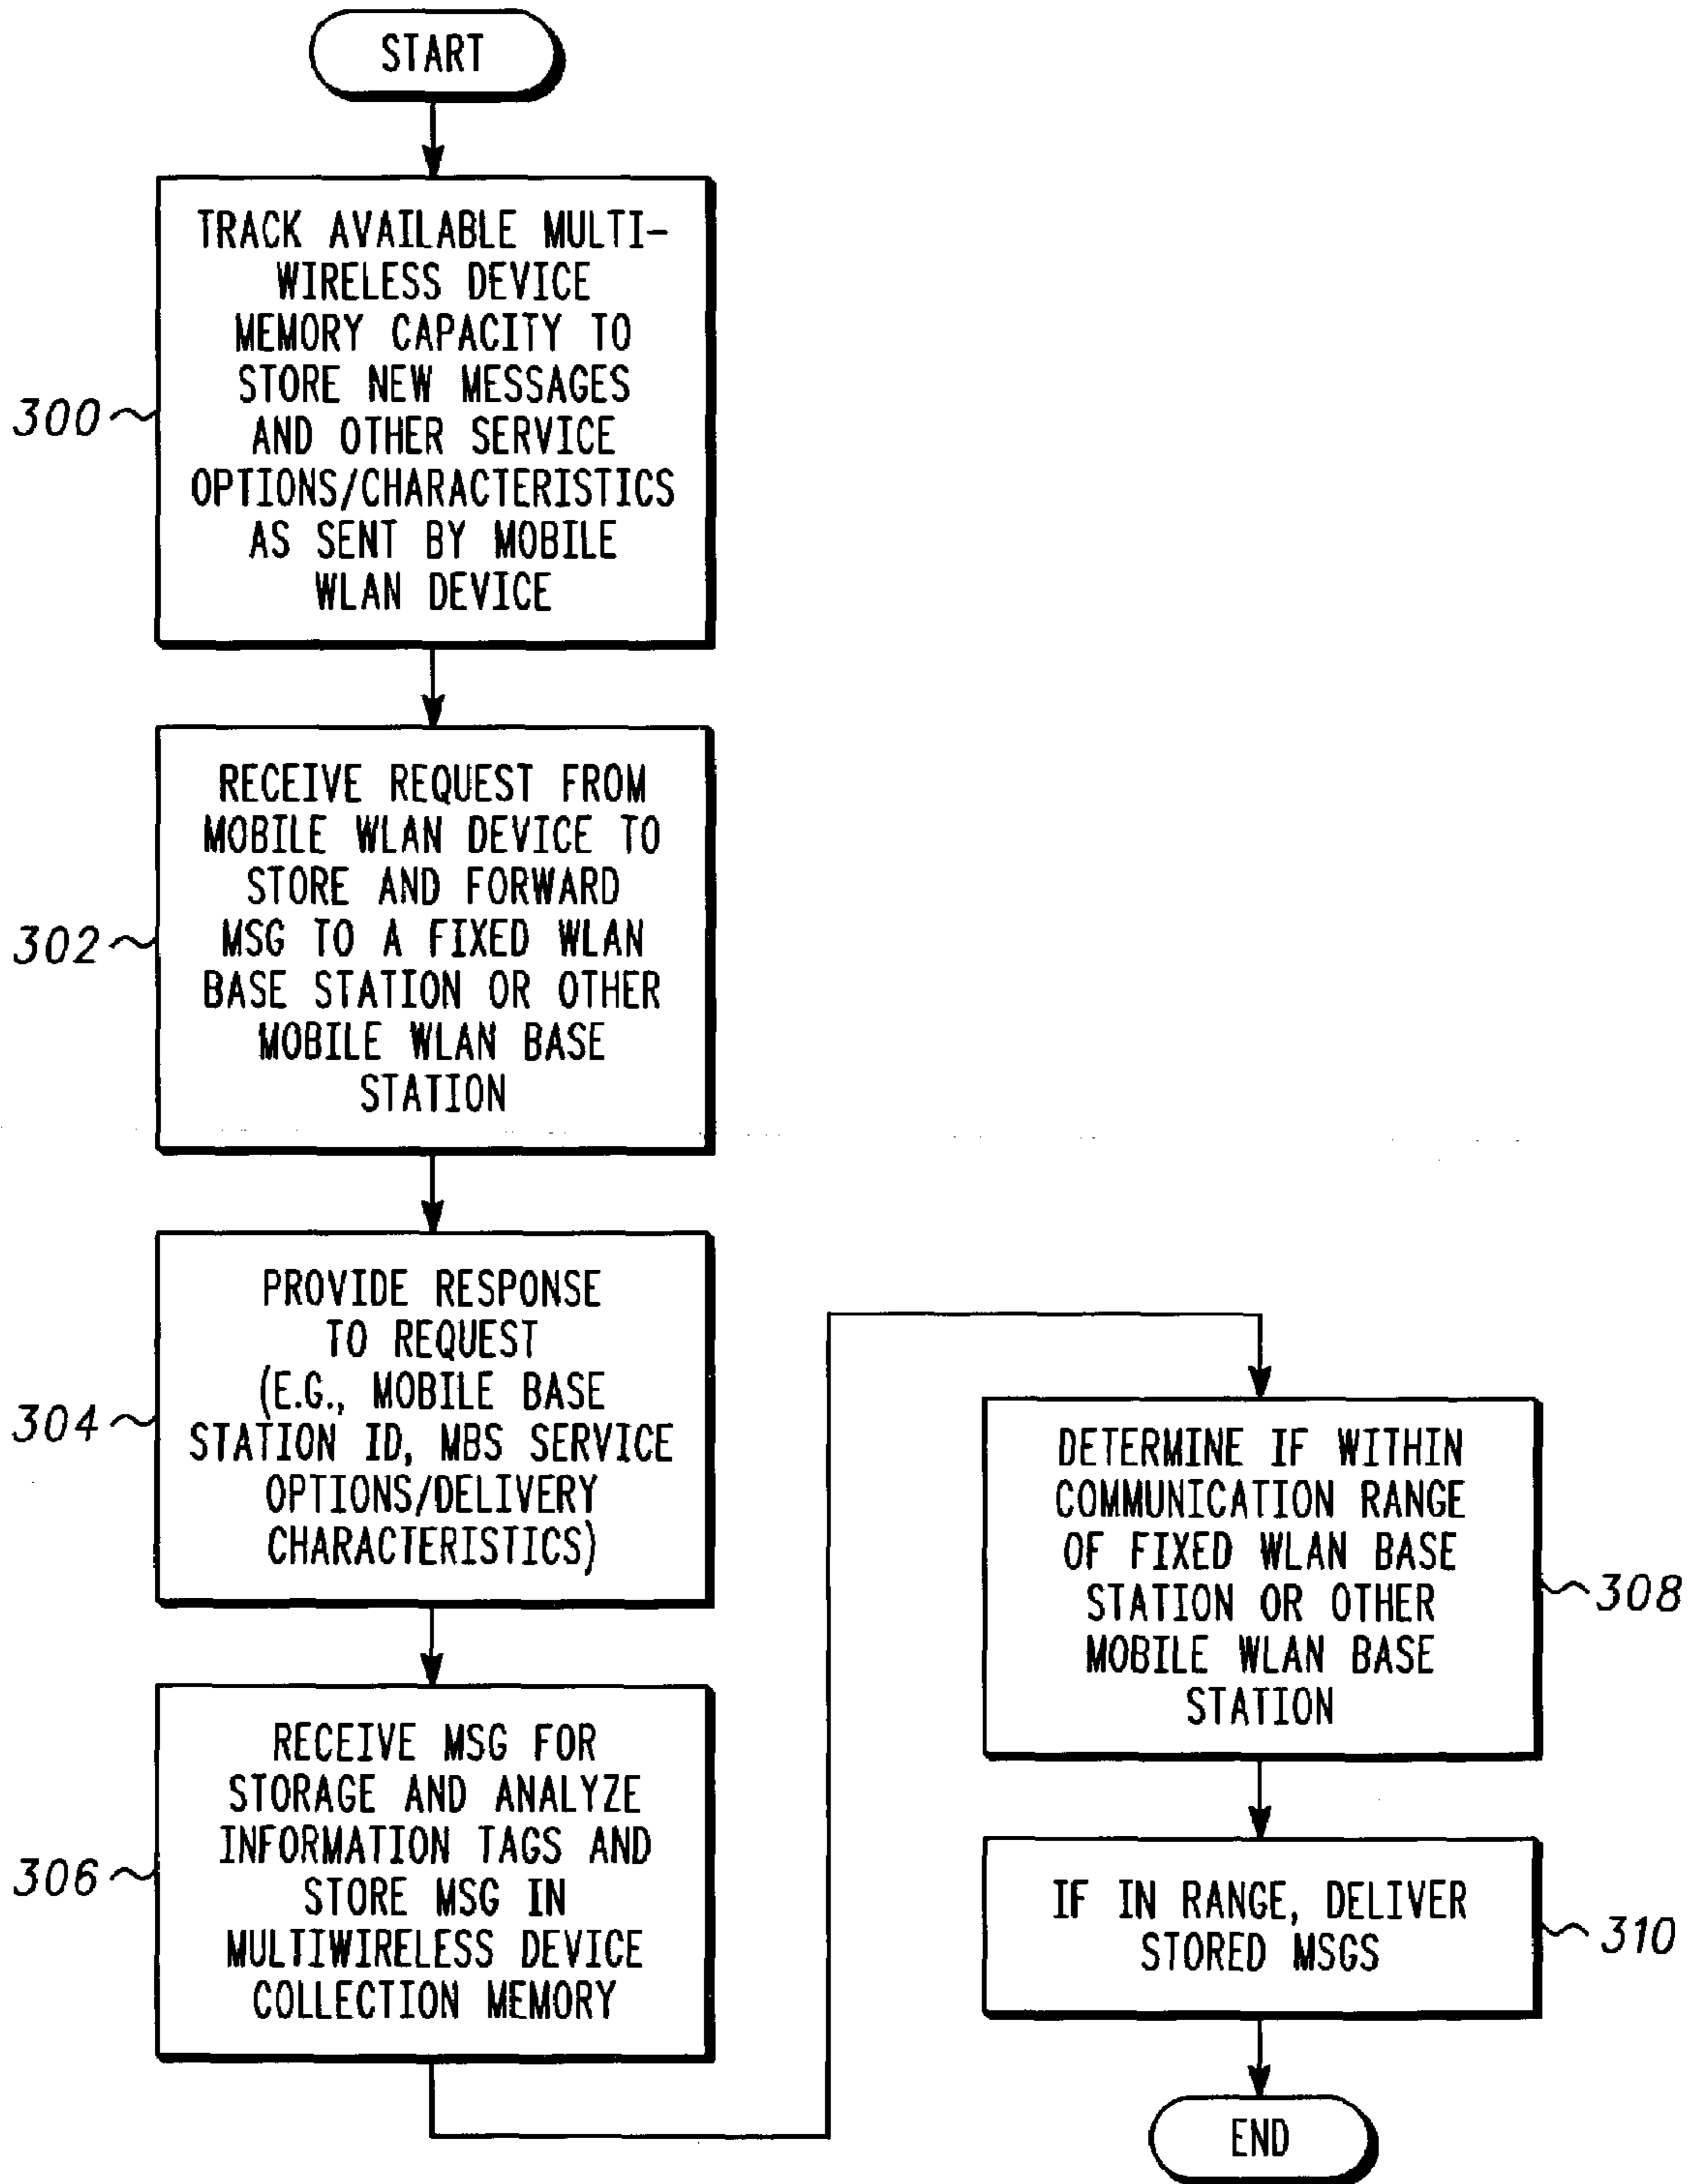 START
TRACK AVAILABLE MULTI-
WIRELESS DEVICE
MEMORY CAPACITY TO
STORE NEW MESSAGES
AND OTHER SERVICE
OPTIONS/CHARACTERISTICS
AS SENT BY MOBILE
WLAN DEVICE
300
RECEIVE REQUEST FROM
MOBILE WLAN DEVICE TO
STORE AND FORWARD
MSG TO A FIXED WLAN
BASE STATION OR OTHER
MOBILE WLAN BASE
STATION
302
PROVIDE RESPONSE
TO REQUEST
(E.G., MOBILE BASE
STATION ID, MBS SERVICE
OPTIONS/DELIVERY
CHARACTERISTICS)
304
RECEIVE MSG FOR
STORAGE AND ANALYZE
INFORMATION TAGS AND
STORE MSG IN
MULTIWIRELESS DEVICE
COLLECTION MEMORY
306
DETERMINE IF WITHIN
COMMUNICATION RANGE
OF FIXED WLAN BASE
STATION OR OTHER
MOBILE WLAN BASE
STATION
308
IF IN RANGE, DELIVER
STORED MSGS
310
END